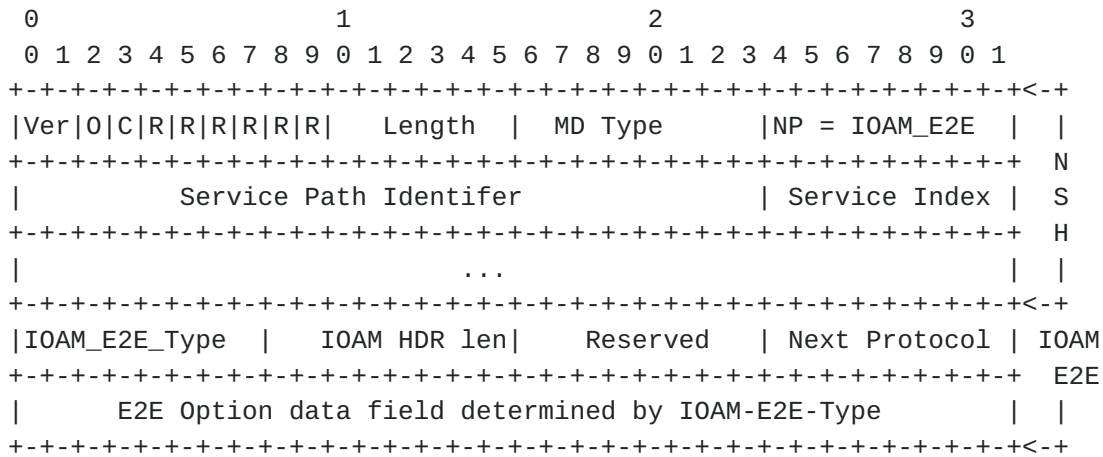 0                   1                   2                   3
 0 1 2 3 4 5 6 7 8 9 0 1 2 3 4 5 6 7 8 9 0 1 2 3 4 5 6 7 8 9 0 1
+-+-+-+-+-+-+-+-+-+-+-+-+-+-+-+-+-+-+-+-+-+-+-+-+-+-+-+-+-+-+-+-+<-+
|Ver|O|C|R|R|R|R|R|R|   Length  |  MD Type      |NP = IOAM_E2E  |  |
+-+-+-+-+-+-+-+-+-+-+-+-+-+-+-+-+-+-+-+-+-+-+-+-+-+-+-+-+-+-+-+-+  N
|          Service Path Identifer               | Service Index |  S
+-+-+-+-+-+-+-+-+-+-+-+-+-+-+-+-+-+-+-+-+-+-+-+-+-+-+-+-+-+-+-+-+  H
|                            ...                                |  |
+-+-+-+-+-+-+-+-+-+-+-+-+-+-+-+-+-+-+-+-+-+-+-+-+-+-+-+-+-+-+-+-+<-+
|IOAM_E2E_Type  |   IOAM HDR len|    Reserved   | Next Protocol | IOAM
+-+-+-+-+-+-+-+-+-+-+-+-+-+-+-+-+-+-+-+-+-+-+-+-+-+-+-+-+-+-+-+-+  E2E
|      E2E Option data field determined by IOAM-E2E-Type        |  |
+-+-+-+-+-+-+-+-+-+-+-+-+-+-+-+-+-+-+-+-+-+-+-+-+-+-+-+-+-+-+-+-+<-+